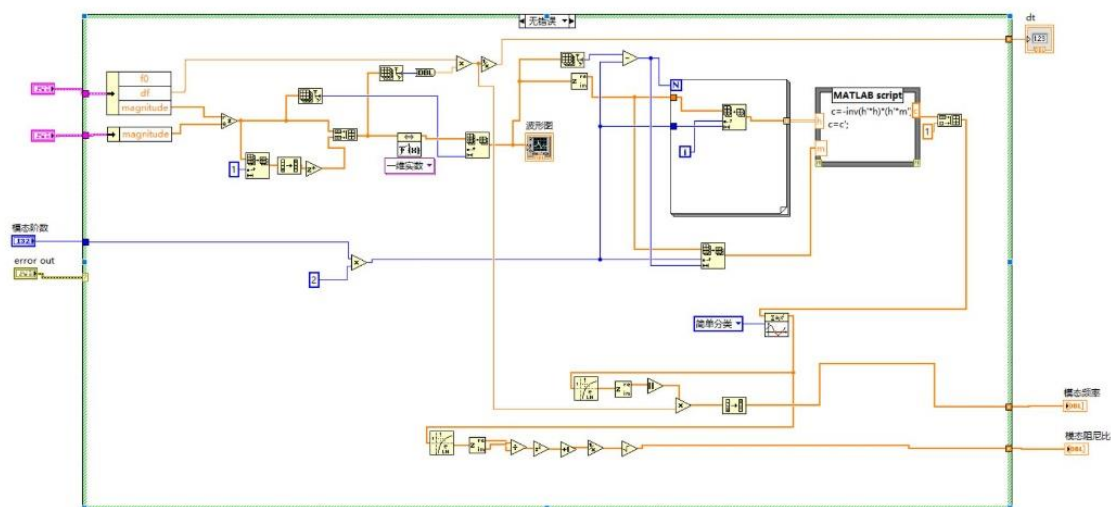 无错误
dt
f0
df
magnitude
magnitude
DBL
波形图
1
一维实数
N
i
MATLAB script
c=-inv(h'*h)*(h'*m
c=c';
h
m
c
1
模态阶数
error out
2
简单分类
模态频率
模态阻尼比